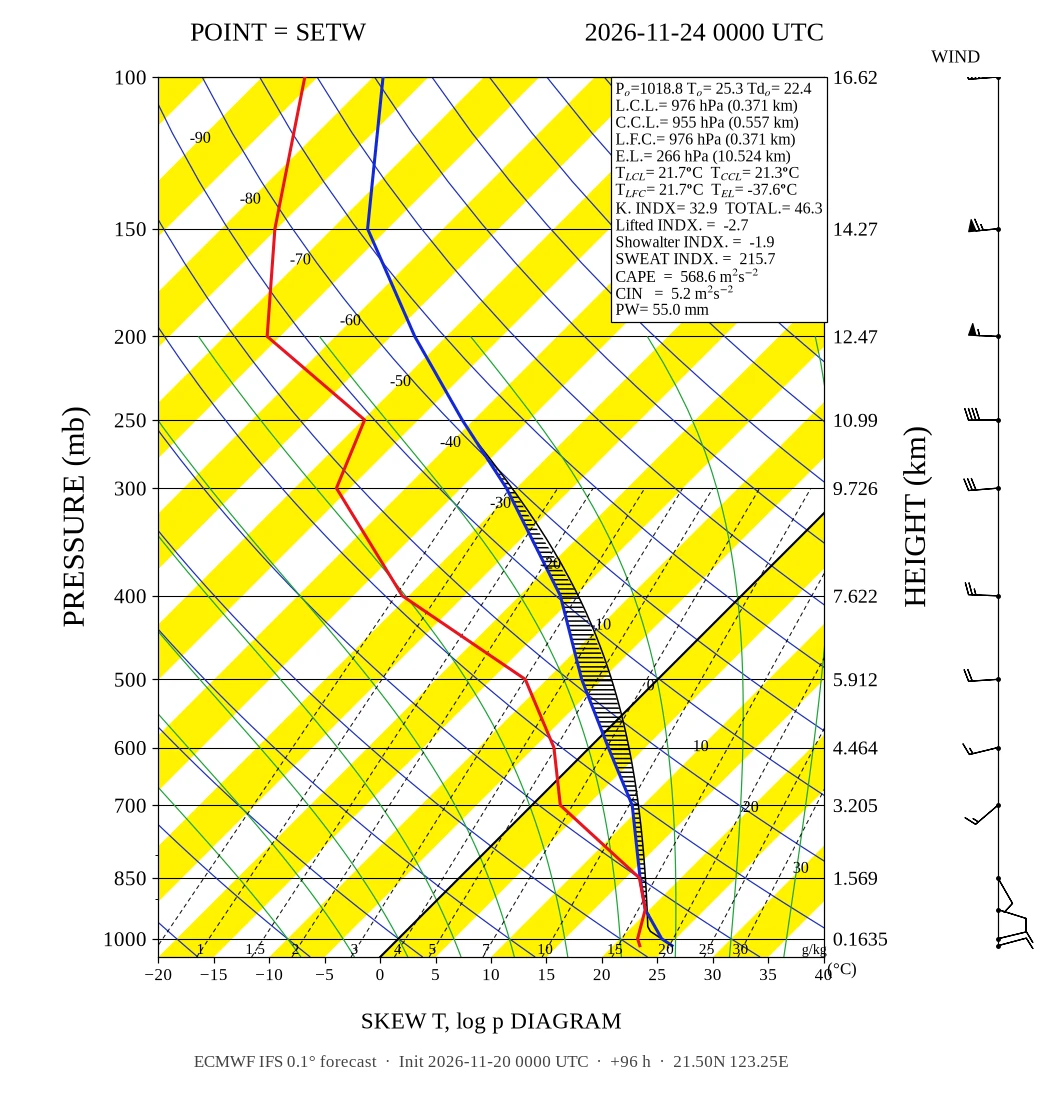 POINT = SETW
2026-11-24 0000 UTC
WIND
Pₒ=1018.8 Tₒ= 25.3 Tdₒ= 22.4
L.C.L.= 976 hPa (0.371 km)
C.C.L.= 955 hPa (0.557 km)
L.F.C.= 976 hPa (0.371 km)
E.L.= 266 hPa (10.524 km)
T_LCL= 21.7°C T_CCL= 21.3°C
T_LFC= 21.7°C T_EL= -37.6°C
K. INDX= 32.9 TOTAL.= 46.3
Lifted INDX. = -2.7
Showalter INDX. = -1.9
SWEAT INDX. = 215.7
CAPE = 568.6 m²s⁻²
CIN = 5.2 m²s⁻²
PW= 55.0 mm
100 16.62
-90
-80
150 14.27
-70
-60
200 12.47
-50
250 10.99
-40
300 9.726
-30
-20
400 7.622
-10
500 5.912
0
600 4.464
10
700 3.205
20
850 1.569
30
1000 0.1635
PRESSURE (mb)
HEIGHT (km)
1 1.5 2 3 4 5 7 10 15 20 25 30 g/kg
−20 −15 −10 −5 0 5 10 15 20 25 30 35 40 (°C)
SKEW T, log p DIAGRAM
ECMWF IFS 0.1° forecast · Init 2026-11-20 0000 UTC · +96 h · 21.50N 123.25E